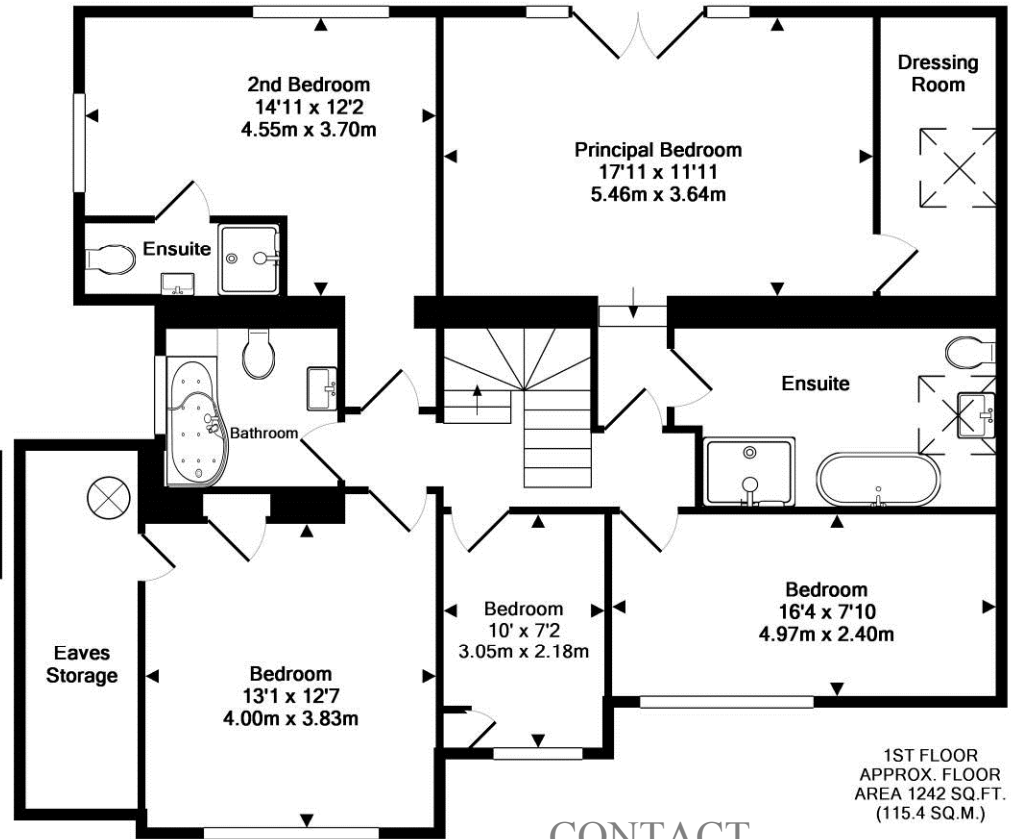 2nd Bedroom
14'11 x 12'2
4.55m x 3.70m
Principal Bedroom
17'11 x 11'11
5.46m x 3.64m
Dressing
Room
Ensuite
Ensuite
Bathroom
Eaves
Storage
Bedroom
13'1 x 12'7
4.00m x 3.83m
Bedroom
10' x 7'2
3.05m x 2.18m
Bedroom
16'4 x 7'10
4.97m x 2.40m
1ST FLOOR
APPROX. FLOOR
AREA 1242 SQ.FT.
(115.4 SQ.M.)
CONTACT